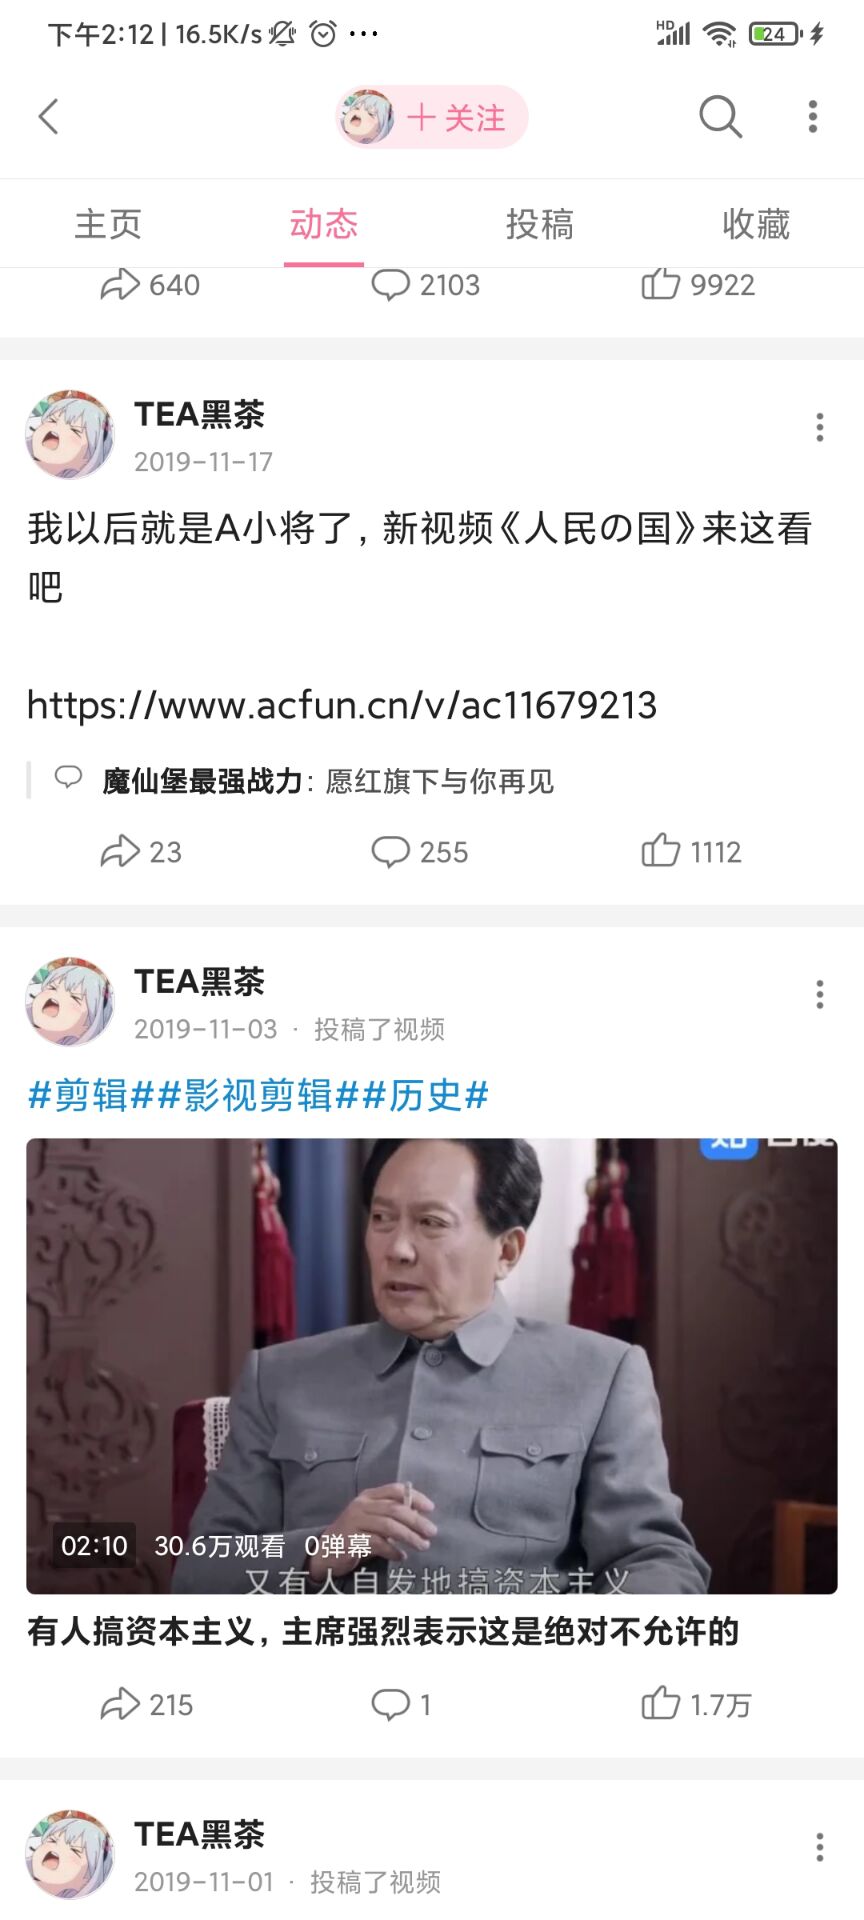 下午2:12 | 16.5K/s ...
HD 24
+ 关注
主页 动态 投稿 收藏
640 2103 9922
TEA黑茶
2019-11-17
我以后就是A小将了，新视频《人民の国》来这看
吧
https://www.acfun.cn/v/ac11679213
魔仙堡最强战力：愿红旗下与你再见
23 255 1112
TEA黑茶
2019-11-03 · 投稿了视频
#剪辑##影视剪辑##历史#
02:10 30.6万观看 0弹幕
又有人自发地搞资本主义
有人搞资本主义，主席强烈表示这是绝对不允许的
215 1 1.7万
TEA黑茶
2019-11-01 · 投稿了视频